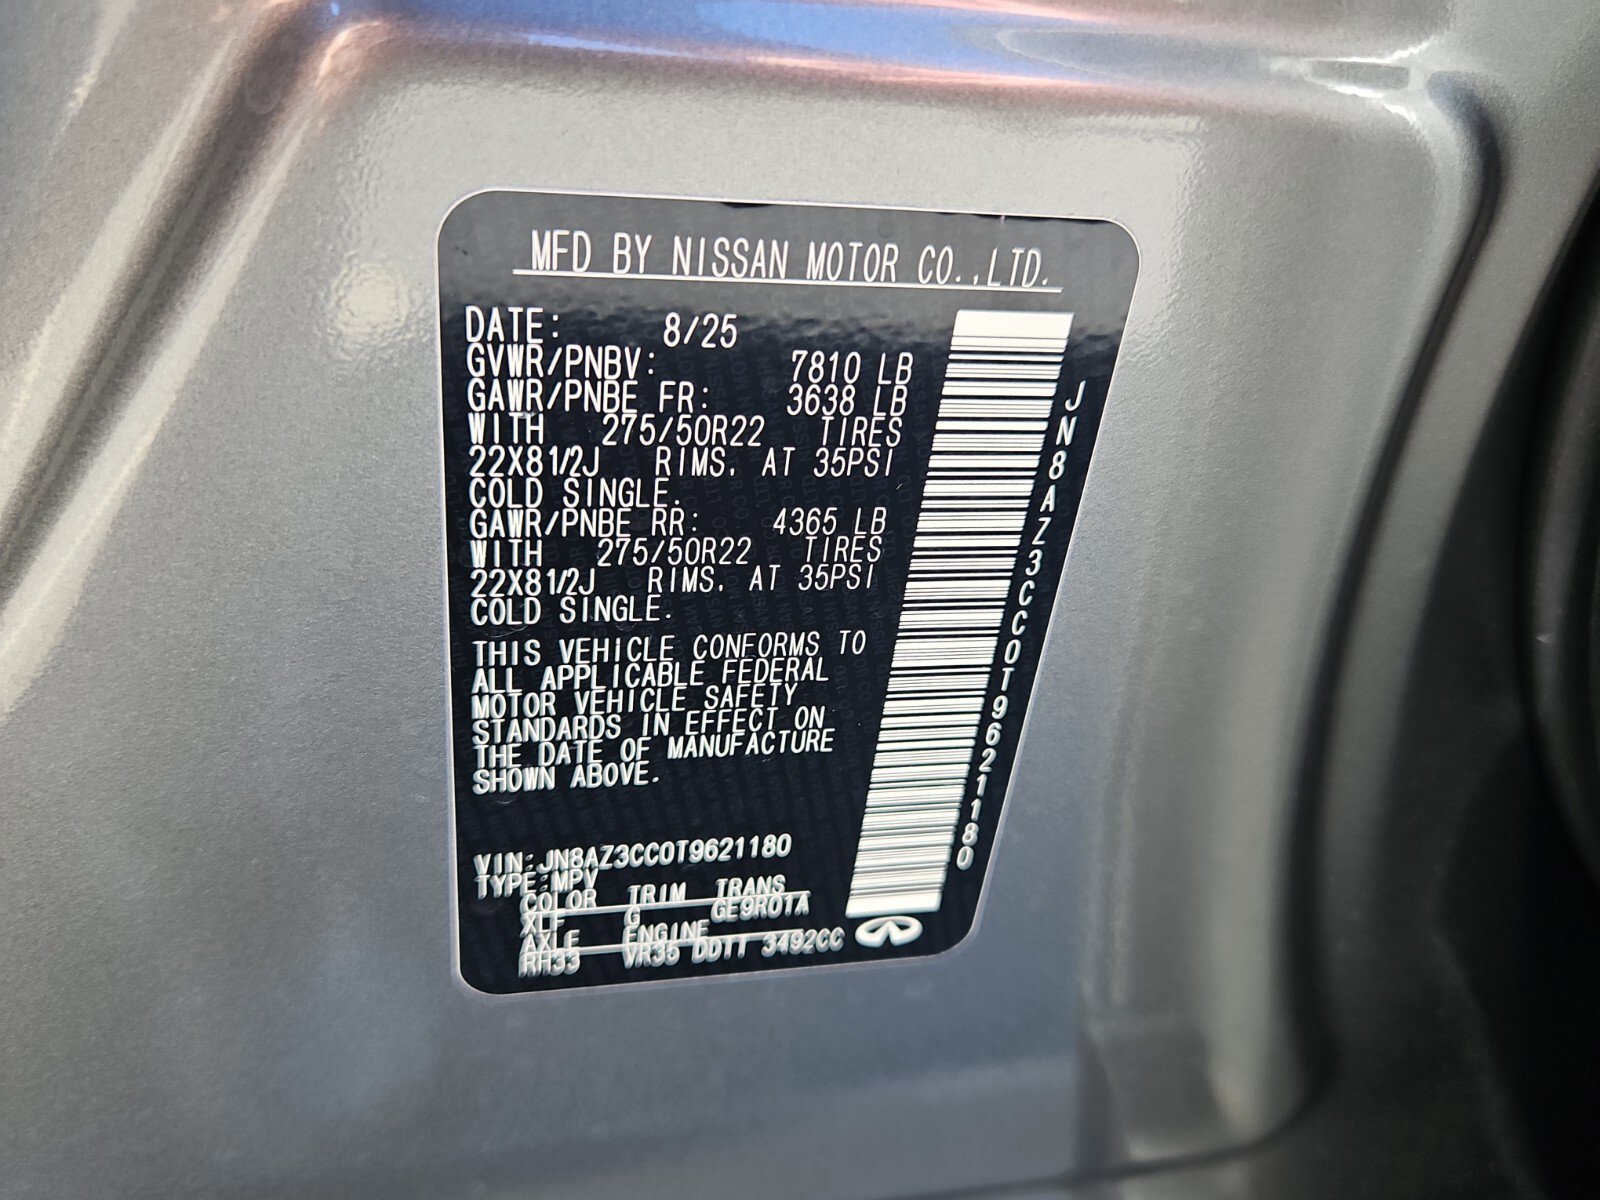 MFD BY NISSAN MOTOR CO.,LTD.
DATE: 8/25
GVWR/PNBV: 7810 LB
GAWR/PNBE FR: 3638 LB
WITH 275/50R22 TIRES
22X81/2J RIMS, AT 35PSI
COLD SINGLE.
GAWR/PNBE RR: 4365 LB
WITH 275/50R22 TIRES
22X81/2J RIMS, AT 35PSI
COLD SINGLE.
THIS VEHICLE CONFORMS TO
ALL APPLICABLE FEDERAL
MOTOR VEHICLE SAFETY
STANDARDS IN EFFECT ON
THE DATE OF MANUFACTURE
SHOWN ABOVE.
VIN:JN8AZ3CC0T9621180
TYPE:MPV
COLOR TRIM TRANS
XLF G GE9R01A
AXLE ENGINE
RH33 VR35 DDTT 3492CC
JN8AZ3CC0T9621180